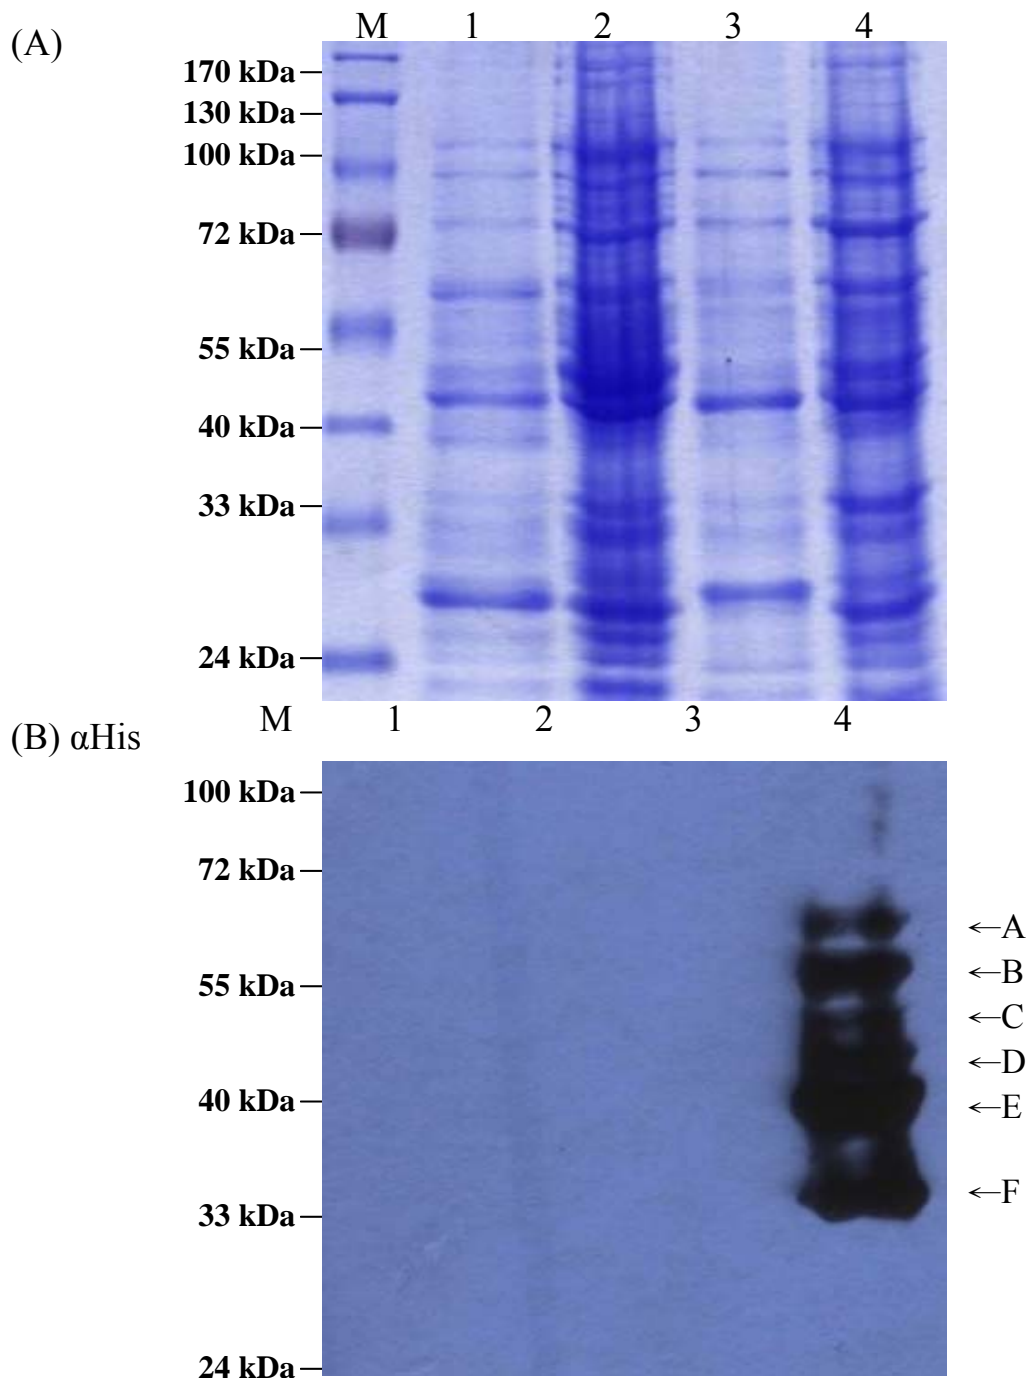 (A)
M 1 2 3 4
170 kDa
130 kDa
100 kDa
72 kDa
55 kDa
40 kDa
33 kDa
24 kDa
M 1 2 3 4
(B) αHis
100 kDa
72 kDa
←A
←B
55 kDa
←C
←D
40 kDa
←E
←F
33 kDa
24 kDa